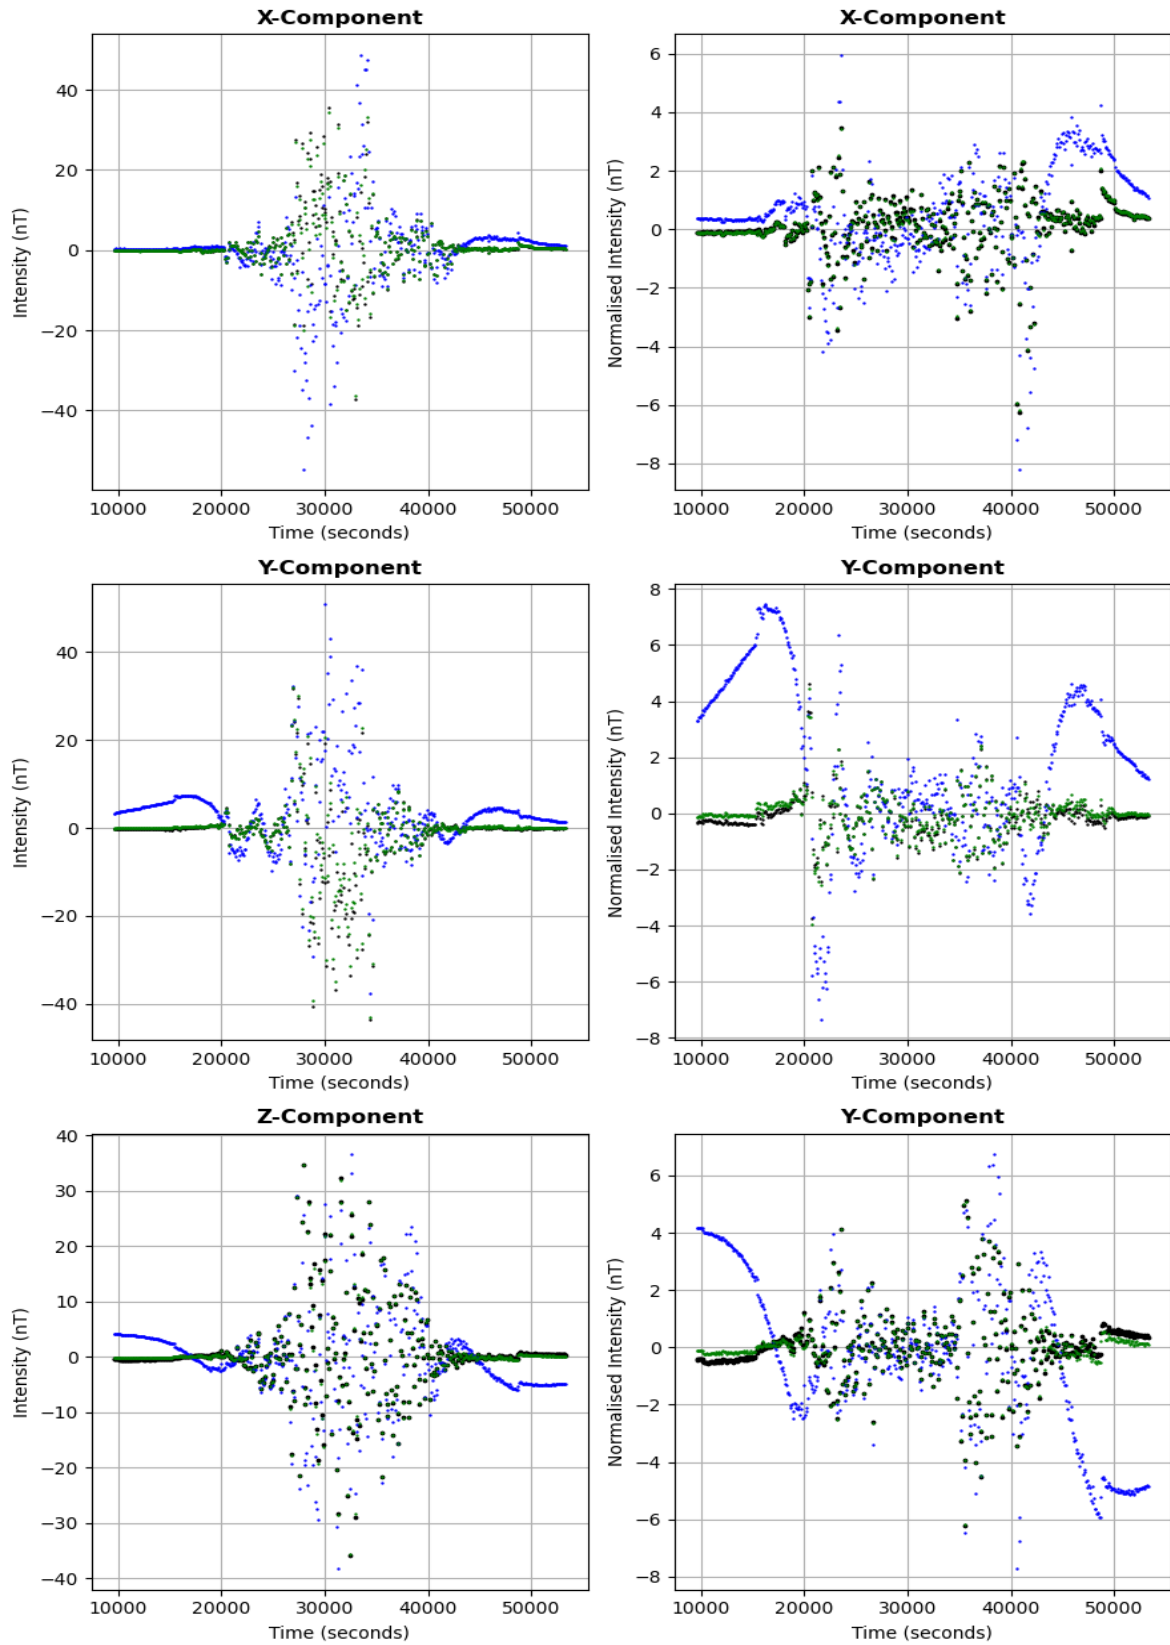 X-Component
X-Component
40
20
0
−20
−40
Intensity (nT)
10000 20000 30000 40000 50000
Time (seconds)
6
4
2
0
−2
−4
−6
−8
Normalised Intensity (nT)
10000 20000 30000 40000 50000
Time (seconds)
Y-Component
Y-Component
40
20
0
−20
−40
Intensity (nT)
10000 20000 30000 40000 50000
Time (seconds)
8
6
4
2
0
−2
−4
−6
−8
Normalised Intensity (nT)
10000 20000 30000 40000 50000
Time (seconds)
Z-Component
Y-Component
40
30
20
10
0
−10
−20
−30
−40
Intensity (nT)
10000 20000 30000 40000 50000
Time (seconds)
6
4
2
0
−2
−4
−6
−8
Normalised Intensity (nT)
10000 20000 30000 40000 50000
Time (seconds)